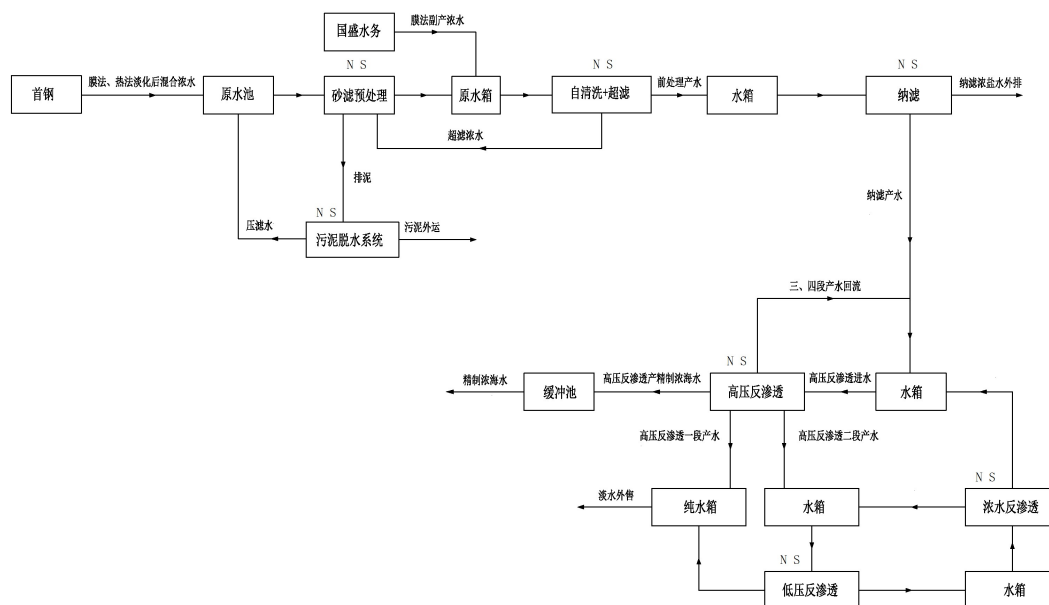 国盛水务
膜法副产浓水
N S
N S
N S
首钢
膜法、热法淡化后混合浓水
原水池
砂滤预处理
原水箱
自清洗+超滤
前处理产水
水箱
纳滤
纳滤浓盐水外排
超滤浓水
排泥
纳滤产水
N S
压滤水
污泥脱水系统
污泥外运
三、四段产水回流
N S
精制浓海水
缓冲池
高压反渗透产精制浓海水
高压反渗透
高压反渗透进水
水箱
高压反渗透一段产水
高压反渗透二段产水
N S
淡水外售
纯水箱
水箱
浓水反渗透
N S
低压反渗透
水箱